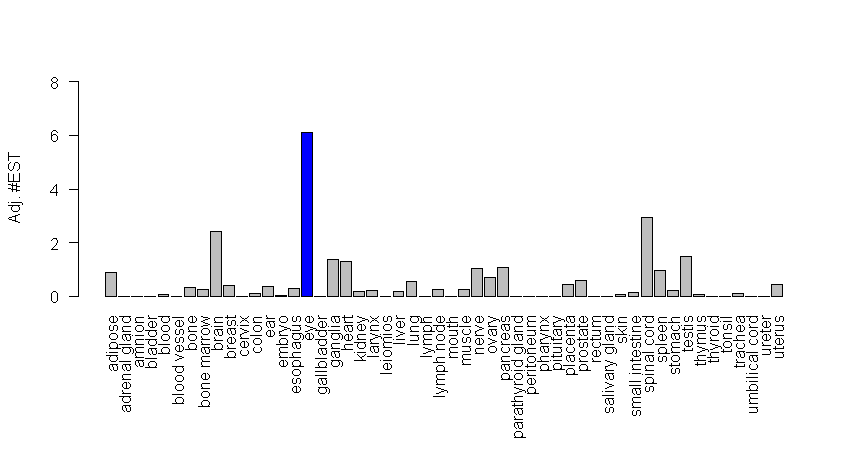 Adj. #EST
8
6
4
2
0
adipose
adrenal gland
amnion
bladder
blood
blood vessel
bone
bone marrow
brain
breast
cervix
colon
ear
embryo
esophagus
eye
gallbladder
ganglia
heart
kidney
larynx
leiomios
liver
lung
lymph
lymph node
mouth
muscle
nerve
ovary
pancreas
parathyroid gland
peritoneum
pharynx
pituitary
placenta
prostate
rectum
salivary gland
skin
small intestine
spinal cord
spleen
stomach
testis
thymus
thyroid
tonsil
trachea
umbilical cord
ureter
uterus